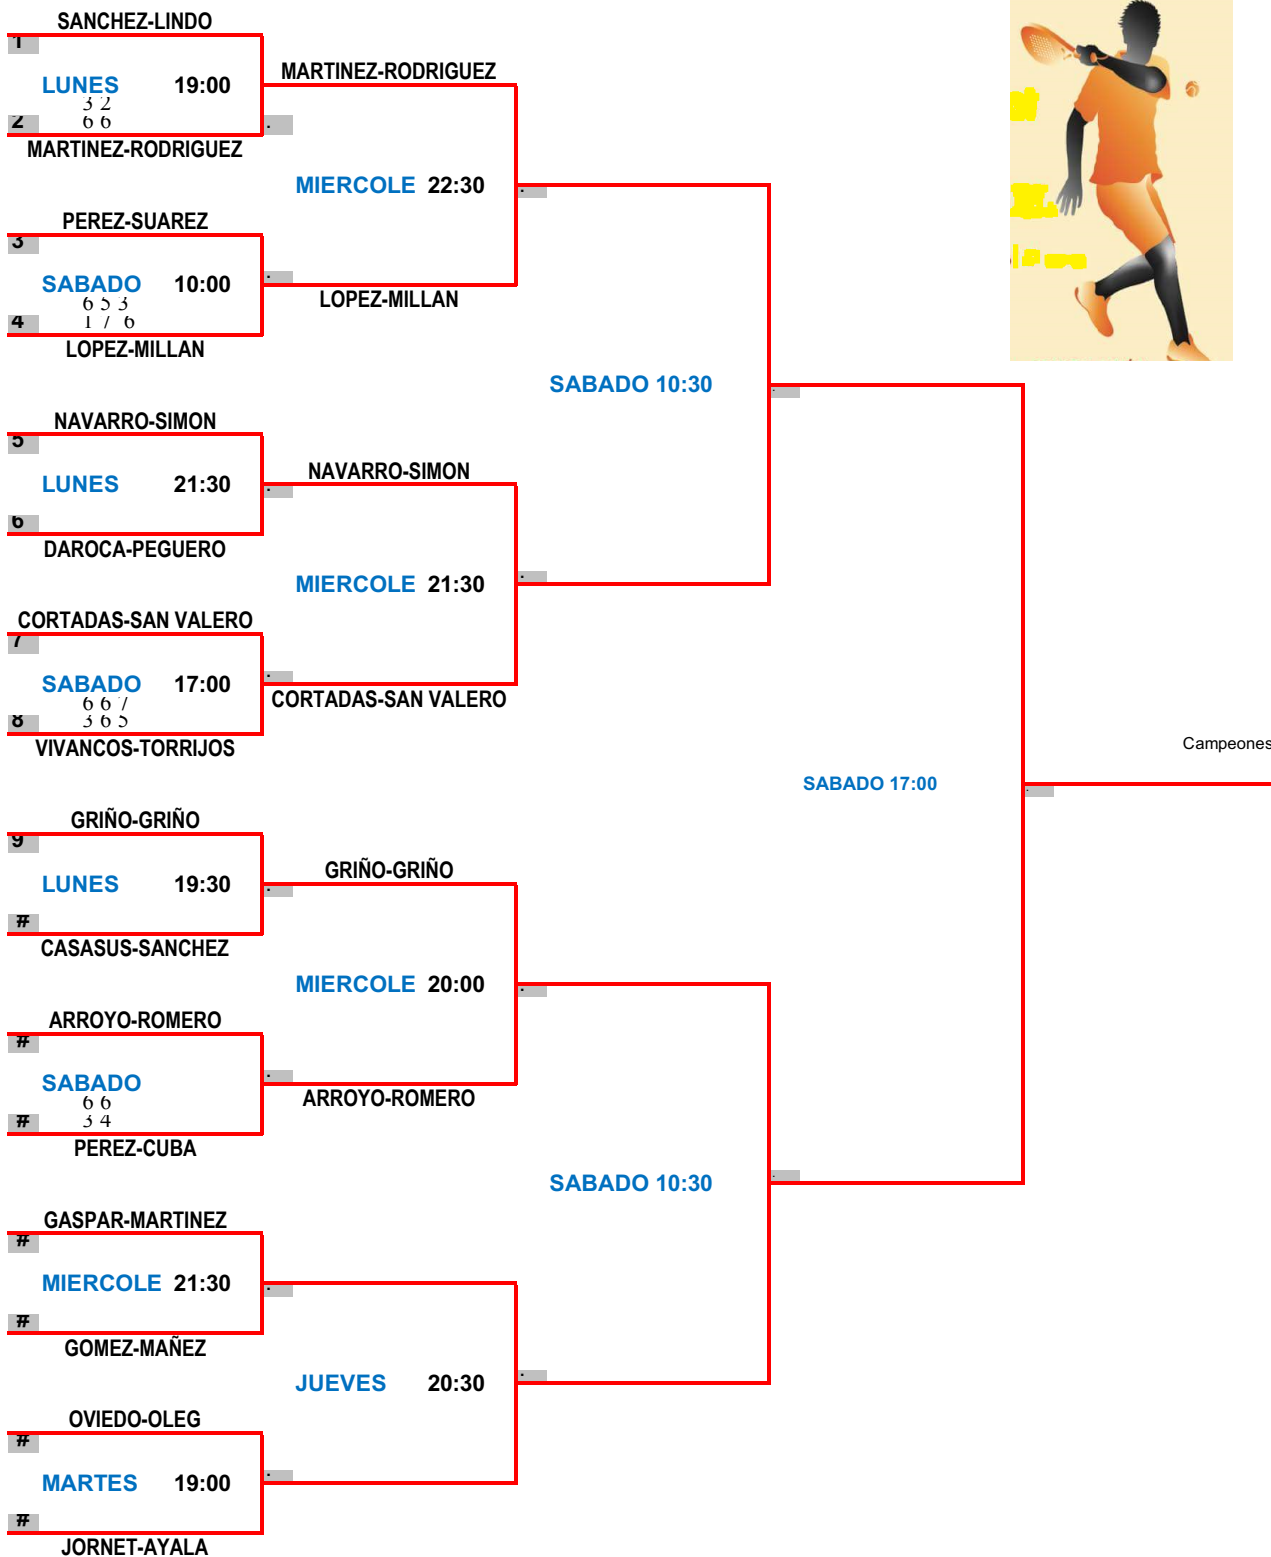 SANCHEZ-LINDO
1
LUNES 19:00
3 2
2 6 6
MARTINEZ-RODRIGUEZ
MARTINEZ-RODRIGUEZ
MIERCOLE 22:30
PEREZ-SUAREZ
3
SABADO 10:00
6 5 3
4 1 7 6
LOPEZ-MILLAN
LOPEZ-MILLAN
SABADO 10:30
NAVARRO-SIMON
5
LUNES 21:30
6
DAROCA-PEGUERO
NAVARRO-SIMON
MIERCOLE 21:30
CORTADAS-SAN VALERO
7
SABADO 17:00
6 6 7
8 3 6 5
VIVANCOS-TORRIJOS
CORTADAS-SAN VALERO
Campeones
SABADO 17:00
GRIÑO-GRIÑO
9
LUNES 19:30
#
CASASUS-SANCHEZ
GRIÑO-GRIÑO
MIERCOLE 20:00
ARROYO-ROMERO
#
SABADO
6 6
# 3 4
PEREZ-CUBA
ARROYO-ROMERO
SABADO 10:30
GASPAR-MARTINEZ
#
MIERCOLE 21:30
#
GOMEZ-MAÑEZ
JUEVES 20:30
OVIEDO-OLEG
#
MARTES 19:00
#
JORNET-AYALA